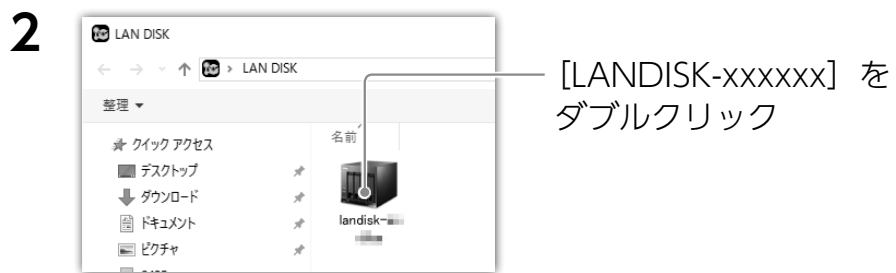 2
LAN DISK
LAN DISK
整理
名前
クイック アクセス
デスクトップ
ダウンロード
ドキュメント
ピクチャ
landisk-
［LANDISK-xxxxxx］を
ダブルクリック